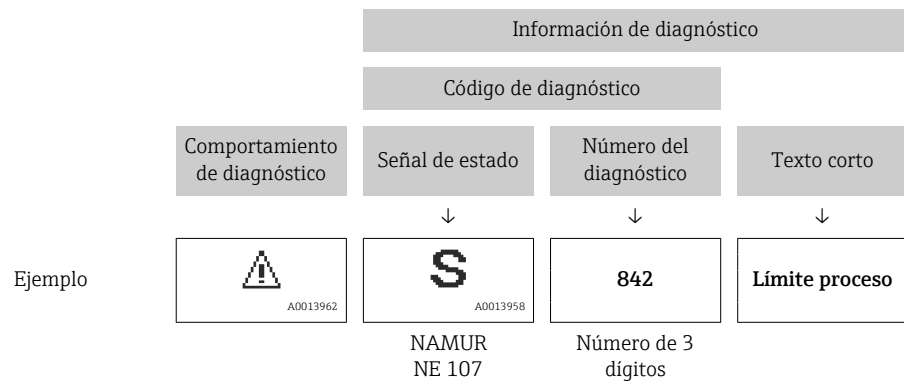 Información de diagnóstico
Código de diagnóstico
Comportamiento
de diagnóstico
Señal de estado
Número del
diagnóstico
Texto corto
↓ ↓ ↓
Ejemplo
A0013962
S
A0013958
842
Límite proceso
NAMUR
NE 107
Número de 3
dígitos